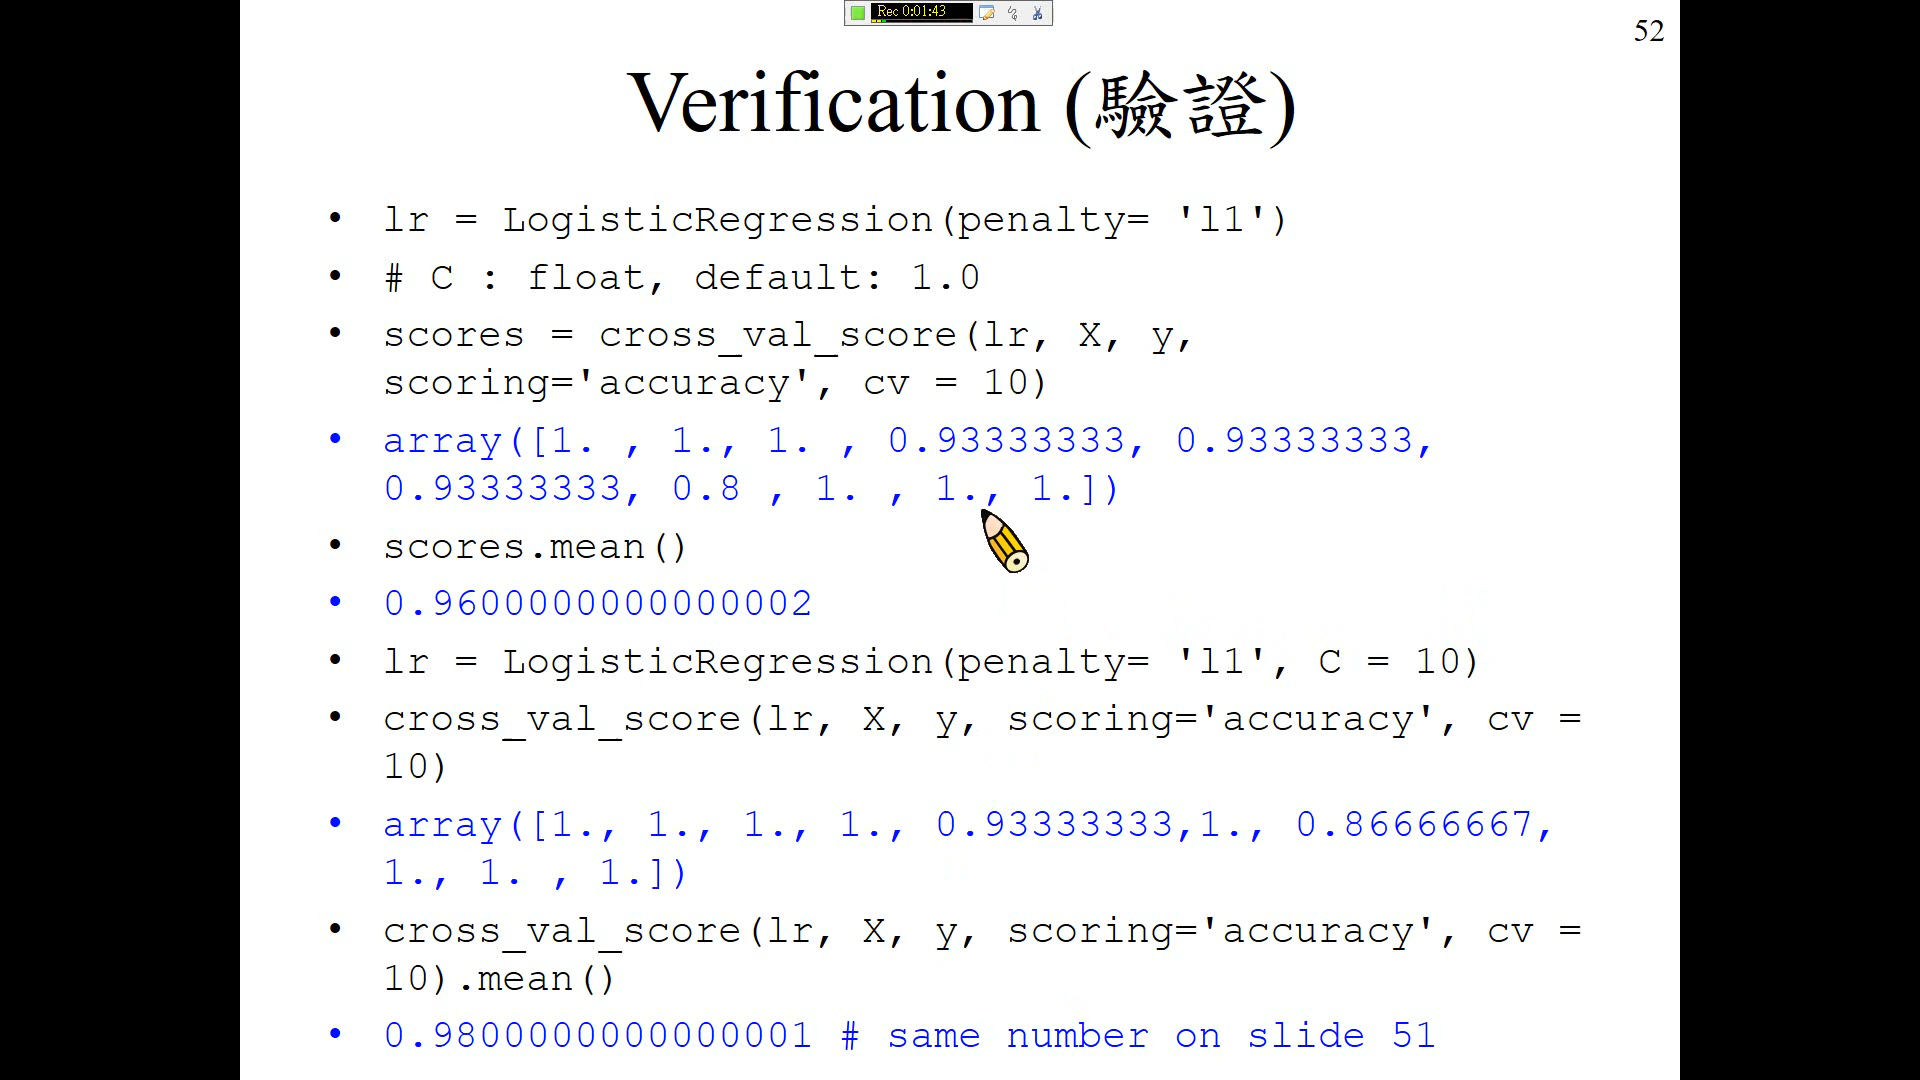 Rec 0:01:43
52
Verification (驗證)
• lr = LogisticRegression(penalty= 'l1')
• # C : float, default: 1.0
• scores = cross_val_score(lr, X, y,
scoring='accuracy', cv = 10)
• array([1. , 1., 1. , 0.93333333, 0.93333333,
0.93333333, 0.8 , 1. , 1., 1.])
• scores.mean()
• 0.9600000000000002
• lr = LogisticRegression(penalty= 'l1', C = 10)
• cross_val_score(lr, X, y, scoring='accuracy', cv =
10)
• array([1., 1., 1., 1., 0.93333333,1., 0.86666667,
1., 1. , 1.])
• cross_val_score(lr, X, y, scoring='accuracy', cv =
10).mean()
• 0.9800000000000001 # same number on slide 51